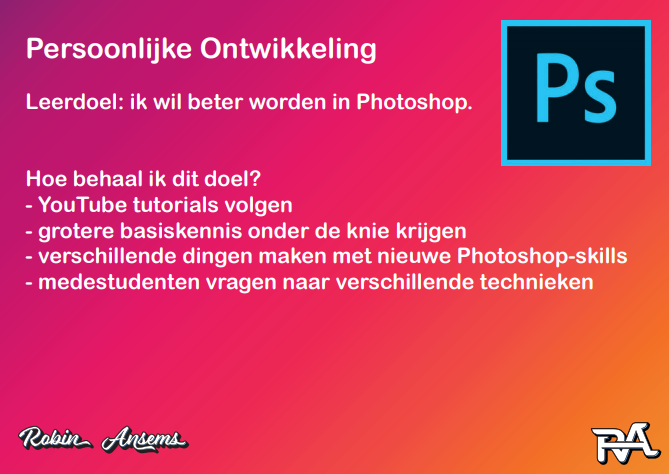 Persoonlijke Ontwikkeling
Ps
Leerdoel: ik wil beter worden in Photoshop.
Hoe behaal ik dit doel?
- YouTube tutorials volgen
- grotere basiskennis onder de knie krijgen
- verschillende dingen maken met nieuwe Photoshop-skills
- medestudenten vragen naar verschillende technieken
Robin Ansems
RA